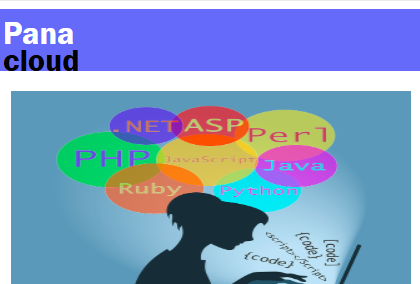 Pana
cloud
.NET
ASP
Perl
PHP
JavaScript
Java
Ruby
Python
<script></script>
{code}
[code]
{code}